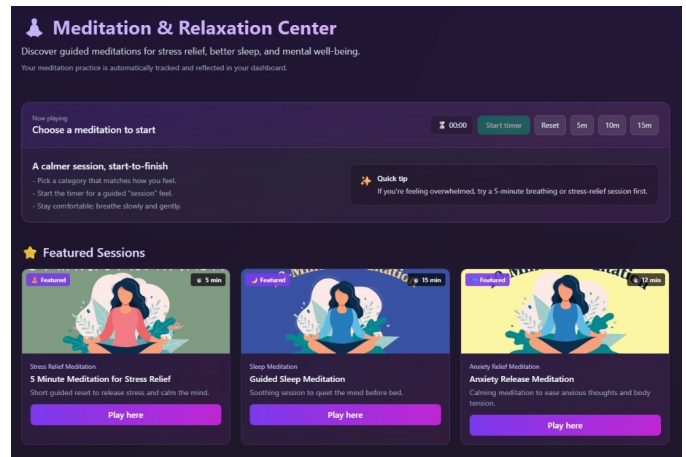 Meditation & Relaxation Center
Discover guided meditations for stress relief, better sleep, and mental well-being.
Your meditation practice is automatically tracked and reflected in your dashboard.
Now playing
Choose a meditation to start
00:00 Start timer Reset 5m 10m 15m
A calmer session, start-to-finish
- Pick a category that matches how you feel.
- Start the timer for a guided "session" feel.
- Stay comfortable; breathe slowly and gently.
Quick tip
If you're feeling overwhelmed, try a 5-minute breathing or stress-relief session first.
Featured Sessions
Featured 5 min
Stress Relief Meditation
5 Minute Meditation for Stress Relief
Short guided reset to release stress and calm the mind.
Play here
Featured 15 min
Sleep Meditation
Guided Sleep Meditation
Soothing session to quiet the mind before bed.
Play here
Featured 12 min
Anxiety Relief Meditation
Anxiety Release Meditation
Calming meditation to ease anxious thoughts and body
tension.
Play here